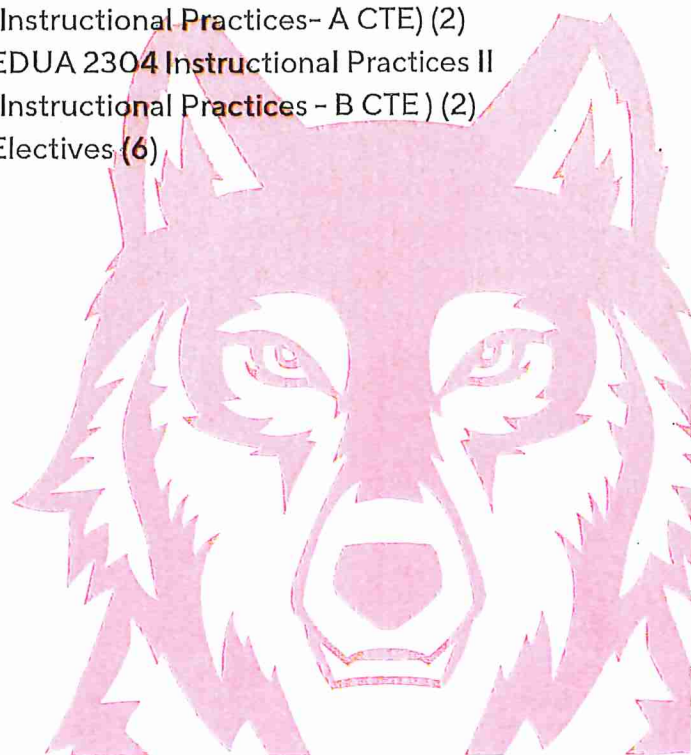 Instructional Practices- A CTE) (2)
EDUA 2304 Instructional Practices II
Instructional Practices - B CTE ) (2)
Electives (6)